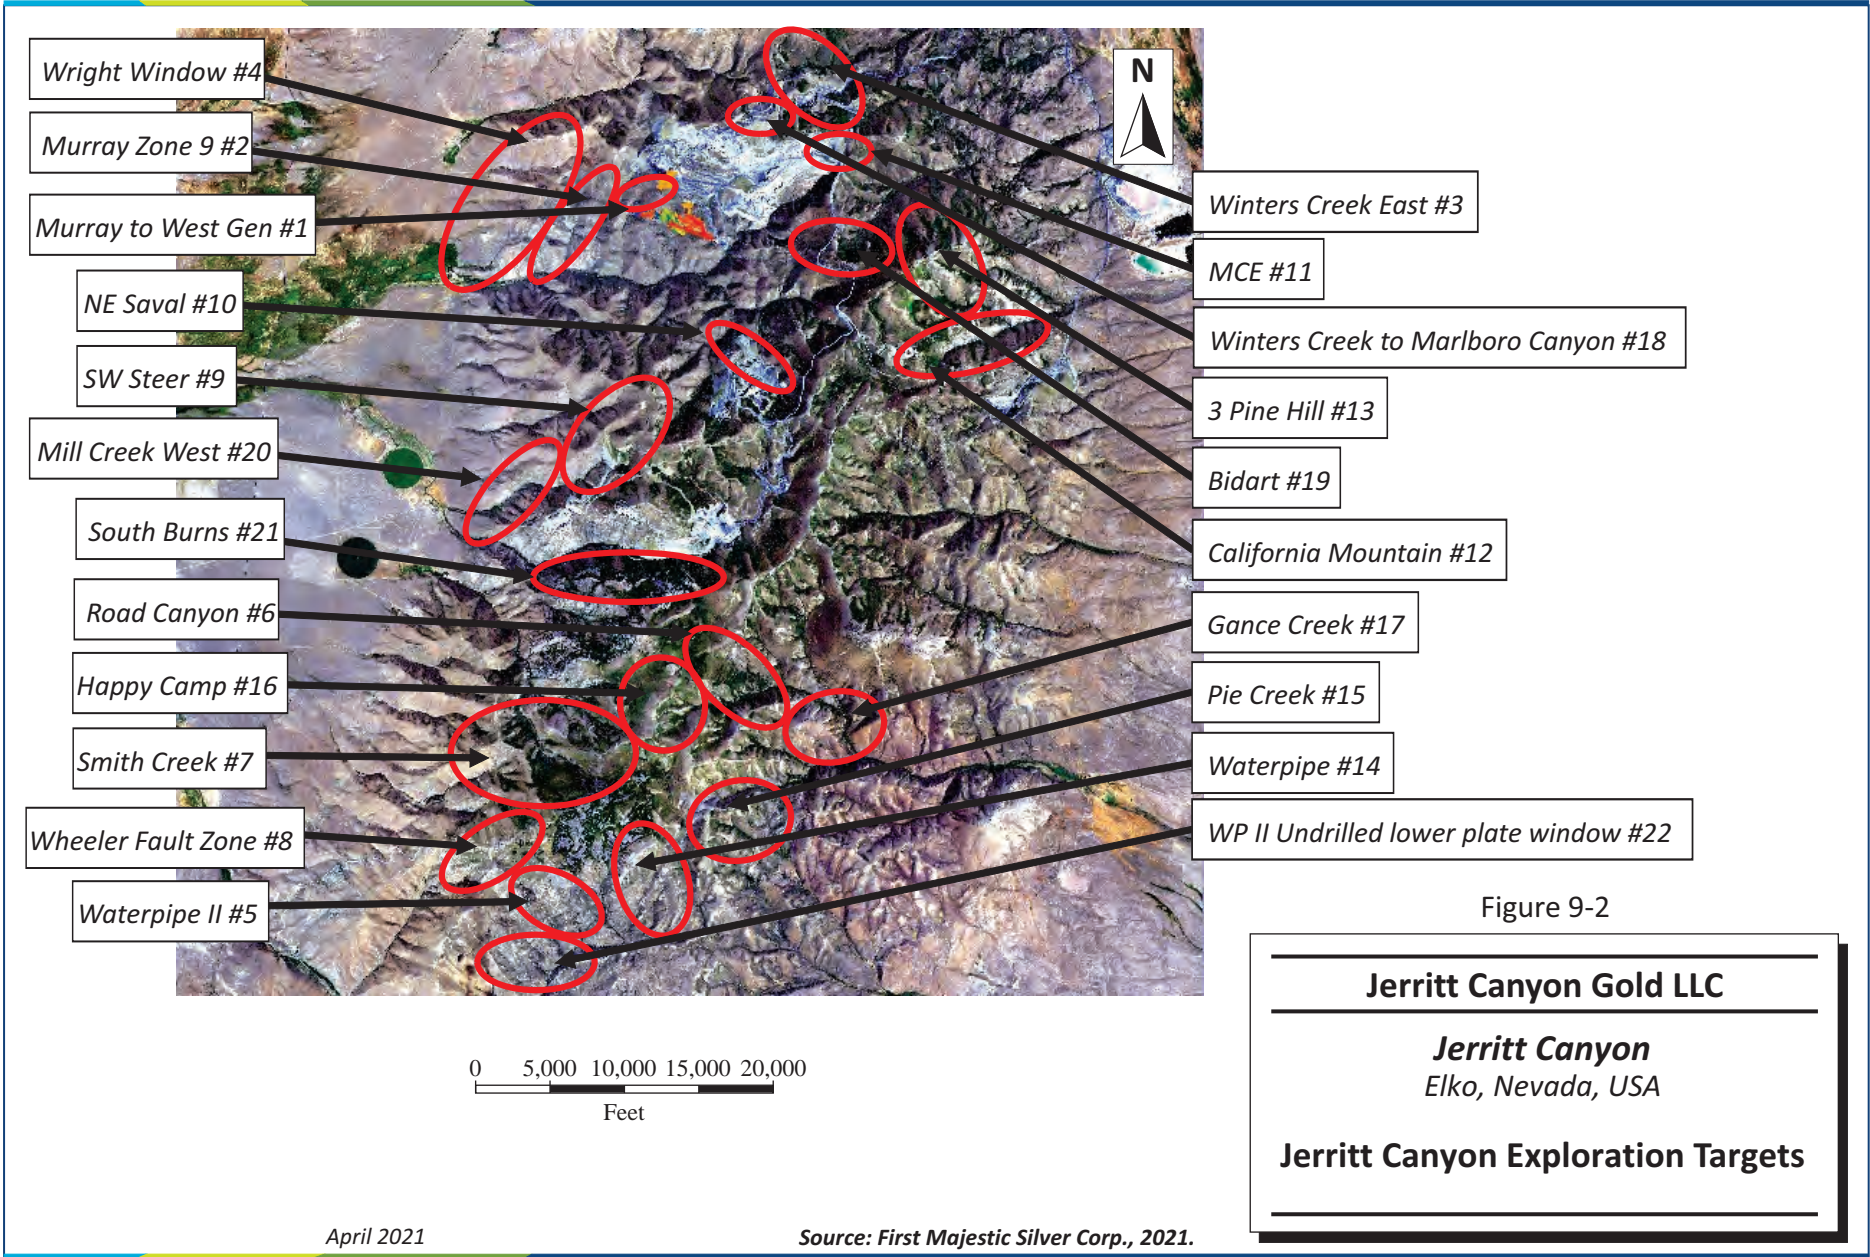 Wright Window #4
Murray Zone 9 #2
Murray to West Gen #1
NE Saval #10
SW Steer #9
Mill Creek West #20
South Burns #21
Road Canyon #6
Happy Camp #16
Smith Creek #7
Wheeler Fault Zone #8
Waterpipe II #5
N
Winters Creek East #3
MCE #11
Winters Creek to Marlboro Canyon #18
3 Pine Hill #13
Bidart #19
California Mountain #12
Gance Creek #17
Pie Creek #15
Waterpipe #14
WP II Undrilled lower plate window #22
0 5,000 10,000 15,000 20,000
Feet
Figure 9-2
Jerritt Canyon Gold LLC
Jerritt Canyon
Elko, Nevada, USA
Jerritt Canyon Exploration Targets
April 2021
Source: First Majestic Silver Corp., 2021.